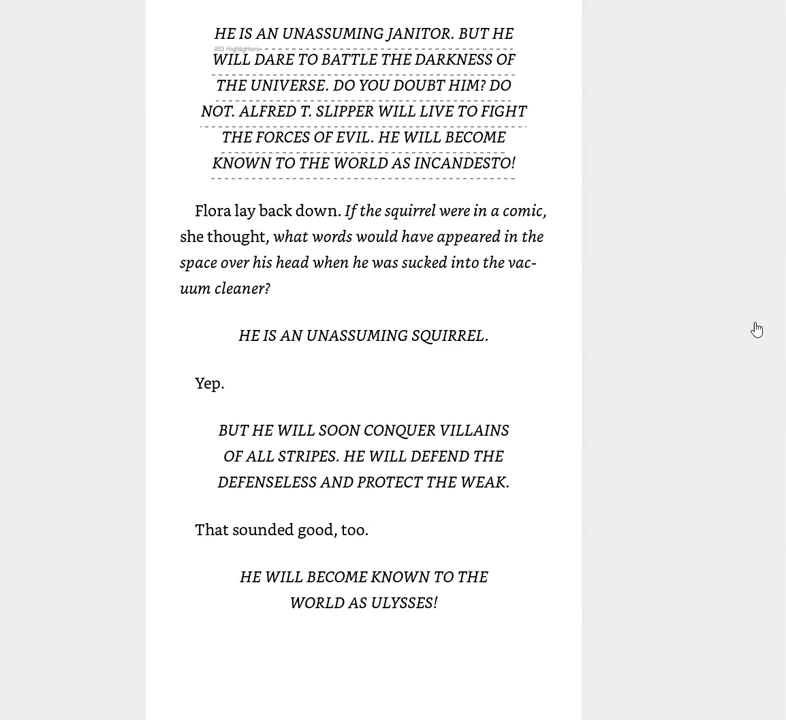 HE IS AN UNASSUMING JANITOR. BUT HE
463 Highlighters
WILL DARE TO BATTLE THE DARKNESS OF
THE UNIVERSE. DO YOU DOUBT HIM? DO
NOT. ALFRED T. SLIPPER WILL LIVE TO FIGHT
THE FORCES OF EVIL. HE WILL BECOME
KNOWN TO THE WORLD AS INCANDESTO!
Flora lay back down. If the squirrel were in a comic,
she thought, what words would have appeared in the
space over his head when he was sucked into the vac-
uum cleaner?
HE IS AN UNASSUMING SQUIRREL.
Yep.
BUT HE WILL SOON CONQUER VILLAINS
OF ALL STRIPES. HE WILL DEFEND THE
DEFENSELESS AND PROTECT THE WEAK.
That sounded good, too.
HE WILL BECOME KNOWN TO THE
WORLD AS ULYSSES!